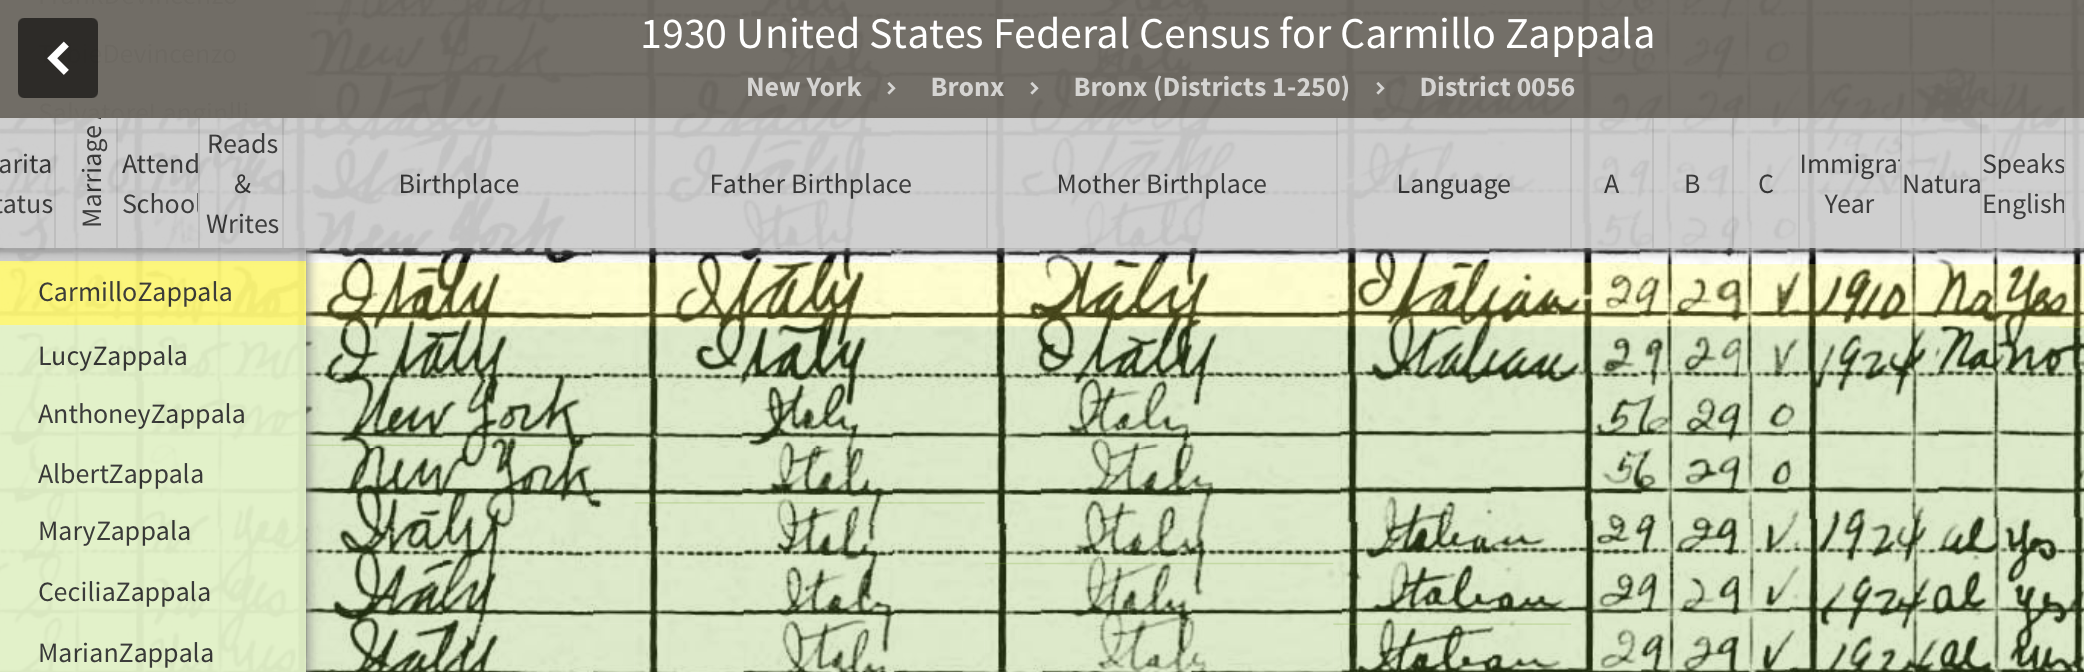 1930 United States Federal Census for Carmillo Zappala
New York › Bronx › Bronx (Districts 1-250) › District 0056
arita
tatus
Marriage
Attend
School
Reads
&
Writes
Birthplace
Father Birthplace
Mother Birthplace
Language
A
B
C
Immigra
Year
Natura
Speaks
English
CarmilloZappala Italy Italy Italy Italian 29 29 V 1910 Na Yes
LucyZappala Italy Italy Italy Italian 29 29 V 1924 Na not
AnthoneyZappala New York Italy Italy 56 29 0
AlbertZappala New York Italy Italy 56 29 0
MaryZappala Italy Italy Italy Italian 29 29 V 1924 al yes
CeciliaZappala Italy Italy Italy Italian 29 29 V 1924 al yes
MarianZappala Italy Italy Italy Italian 29 29 V al